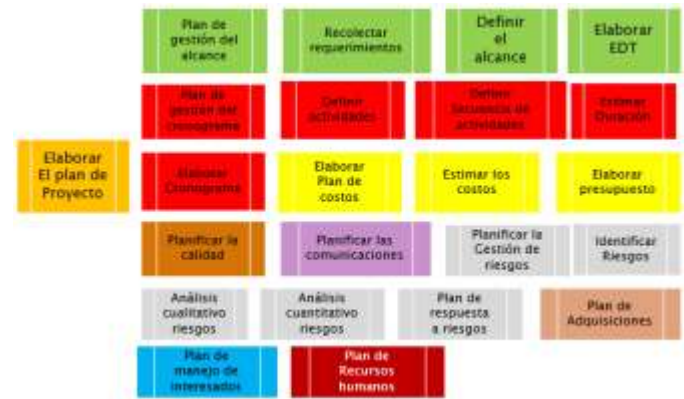 Plan de
gestión del
alcance
Recolectar
requerimientos
Definir
el
alcance
Elaborar
EDT
Plan de
gestión del
cronograma
Definir
actividades
Definir
secuencia de
actividades
Estimar
Duración
Elaborar
El plan de
Proyecto
Elaborar
Cronograma
Elaborar
Plan de
costos
Estimar los
costos
Elaborar
presupuesto
Planificar la
calidad
Planificar las
comunicaciones
Planificar la
Gestión de
riesgos
Identificar
Riesgos
Análisis
cualitativo
riesgos
Análisis
cuantitativo
riesgos
Plan de
respuesta
a riesgos
Plan de
Adquisiciones
Plan de
manejo de
interesados
Plan de
Recursos
humanos